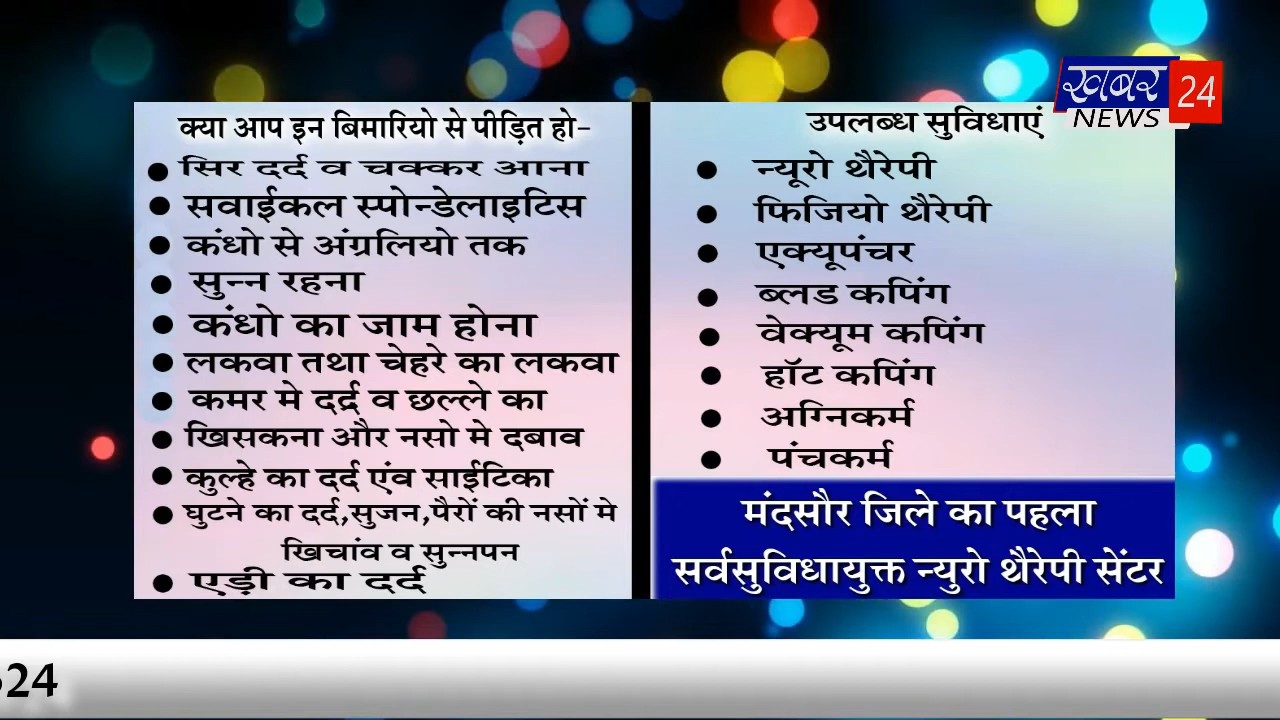 क्या आप इन बिमारियो से पीड़ित हो-
● सिर दर्द व चक्कर आना
● सवाईकल स्पोन्डेलाइटिस
● कंधो से अंग्रलियो तक
● सुन्न रहना
● कंधो का जाम होना
● लकवा तथा चेहरे का लकवा
● कमर मे दर्द्र व छल्ले का
● खिसकना और नसो मे दबाव
● कुल्हे का दर्द एंव साईटिका
● घुटने का दर्द,सुजन,पैरों की नसों मे
खिचांव व सुन्नपन
● एड़ी का दर्द
उपलब्ध सुविधाएं
● न्यूरो थैरेपी
● फिजियो थैरेपी
● एक्यूपंचर
● ब्लड कपिंग
● वेक्यूम कपिंग
● हॉट कपिंग
● अग्निकर्म
● पंचकर्म
मंदसौर जिले का पहला
सर्वसुविधायुक्त न्युरो थैरेपी सेंटर
खबर 24
NEWS
24